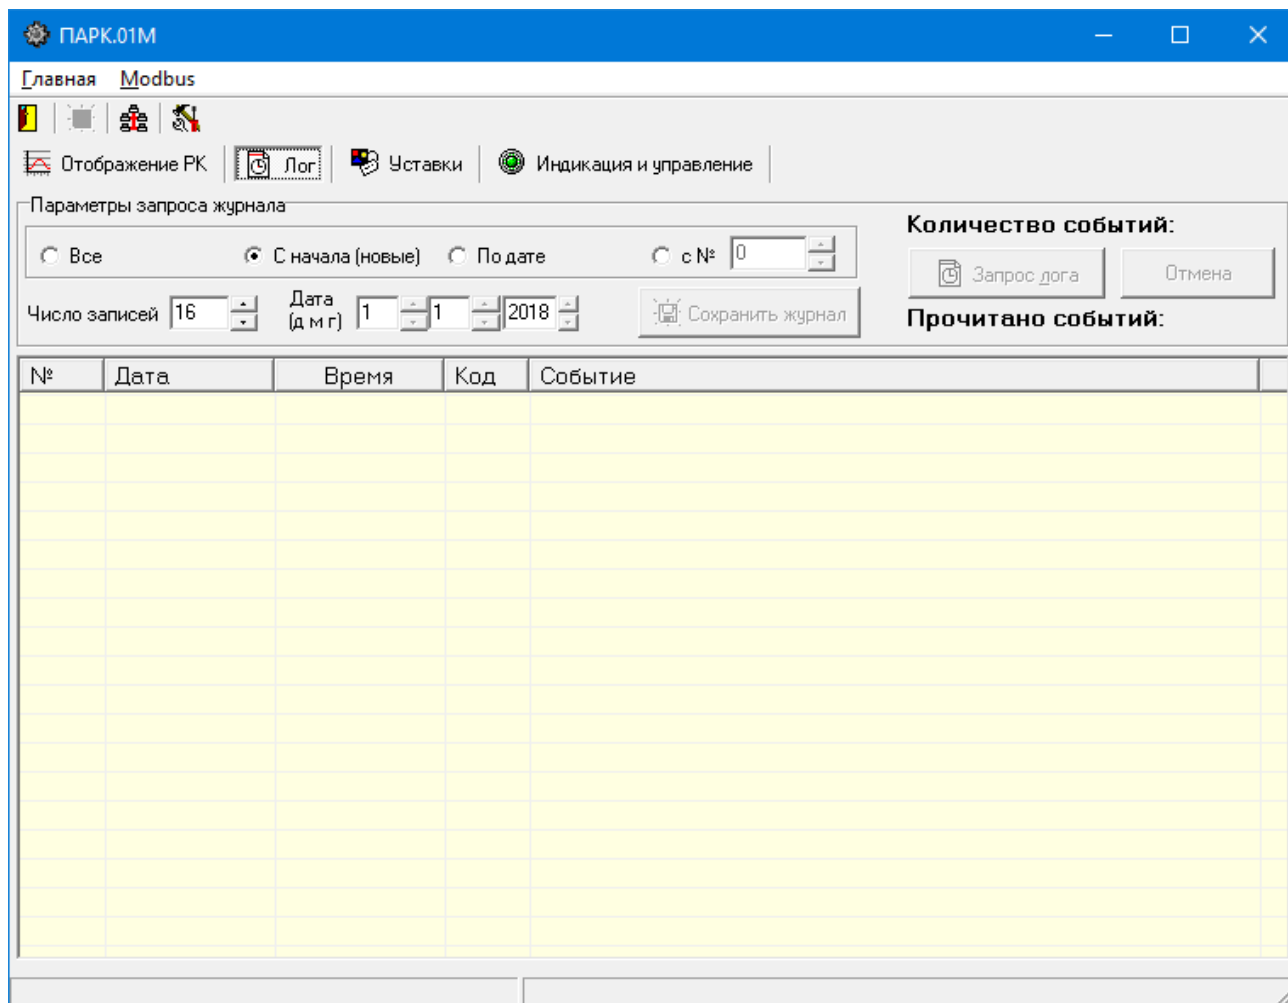 ПАРК.01М
Главная Modbus
Отображение РК Лог Уставки Индикация и управление
Параметры запроса журнала
Количество событий:
Все С начала (новые) По дате с № 0
Запрос лога Отмена
Число записей 16 Дата (д м г) 1 1 2018 Сохранить журнал
Прочитано событий:
№ Дата Время Код Событие